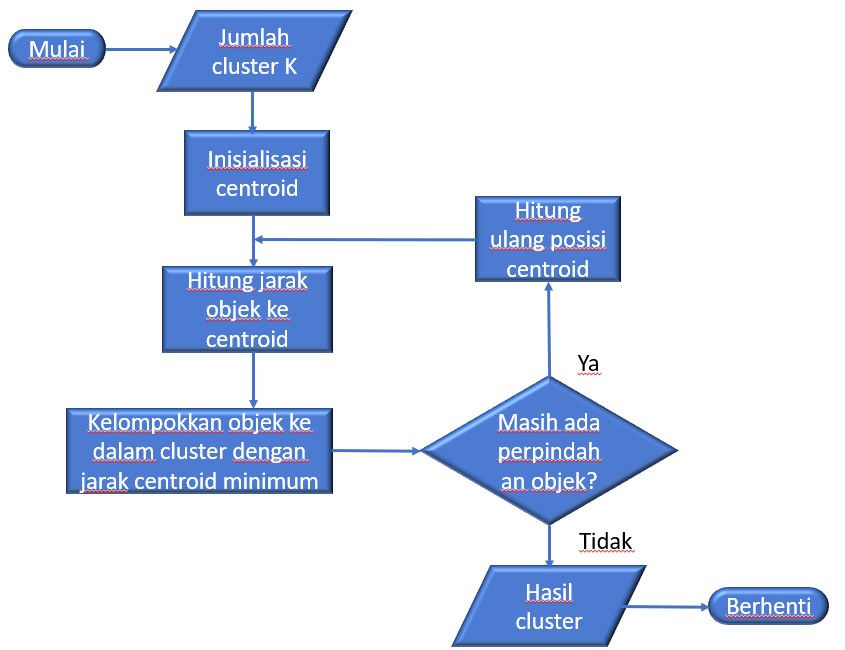 Mulai
Jumlah
cluster K
Inisialisasi
centroid
Hitung jarak
objek ke
centroid
Kelompokkan objek ke
dalam cluster dengan
jarak centroid minimum
Masih ada
perpindah
an objek?
Ya
Hitung
ulang posisi
centroid
Tidak
Hasil
cluster
Berhenti